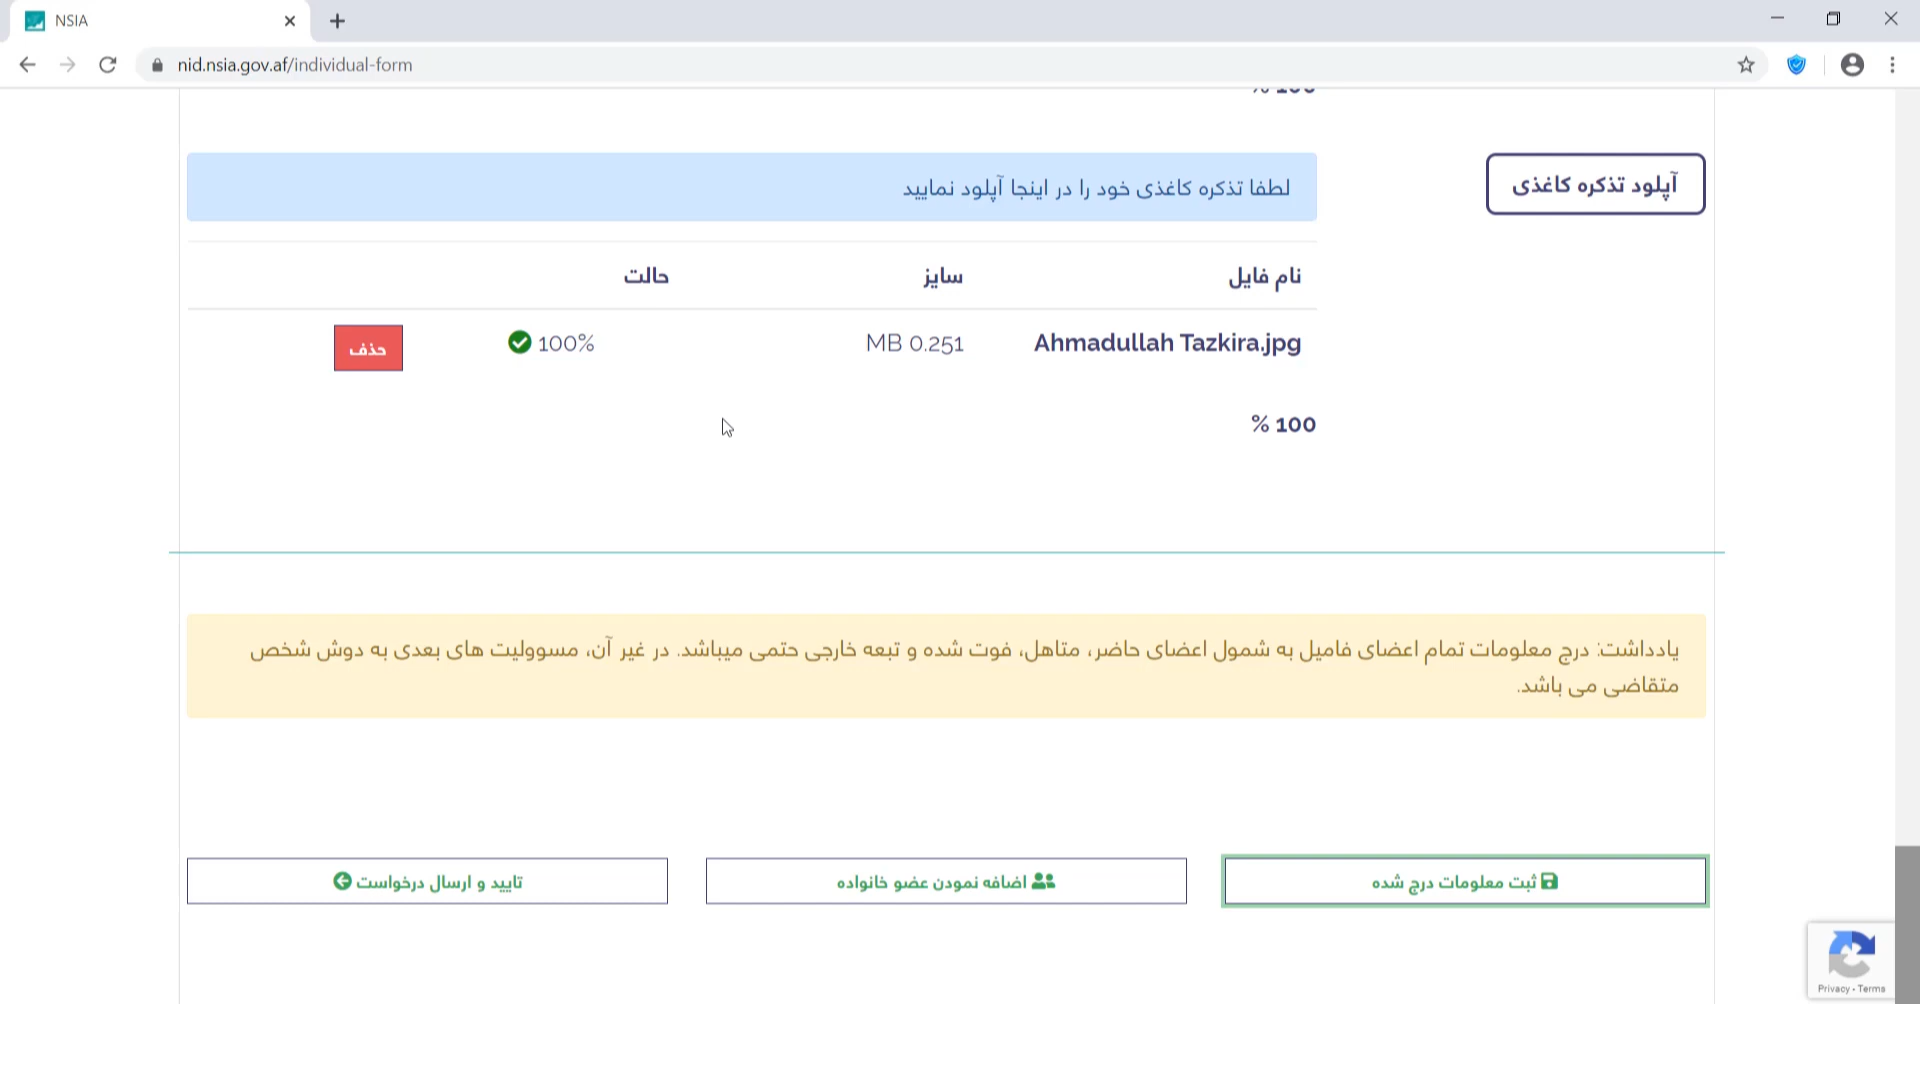 NSIA
nid.nsia.gov.af/individual-form
% 100
آپلود تذکره کاغذی
لطفا تذکره کاغذی خود را در اینجا آپلود نمایید
نام فایل
سایز
حالت
Ahmadullah Tazkira.jpg
MB 0.251
100%
حذف
% 100
یادداشت: درج معلومات تمام اعضای فامیل به شمول اعضای حاضر، متاهل، فوت شده و تبعه خارجی حتمی میباشد. در غیر آن، مسوولیت های بعدی به دوش شخص
متقاضی می باشد.
ثبت معلومات درج شده
اضافه نمودن عضو خانواده
تایید و ارسال درخواست
Privacy - Terms